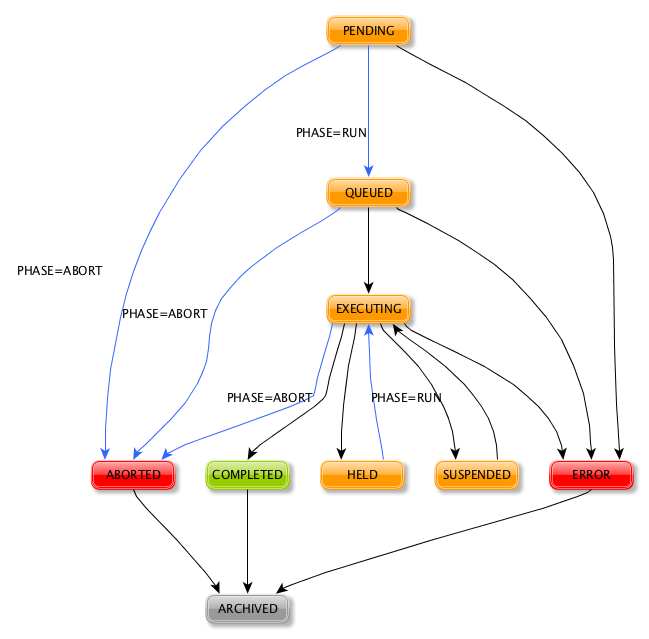 PENDING
PHASE=RUN
QUEUED
PHASE=ABORT
PHASE=ABORT
EXECUTING
PHASE=ABORT
PHASE=RUN
ABORTED
COMPLETED
HELD
SUSPENDED
ERROR
ARCHIVED